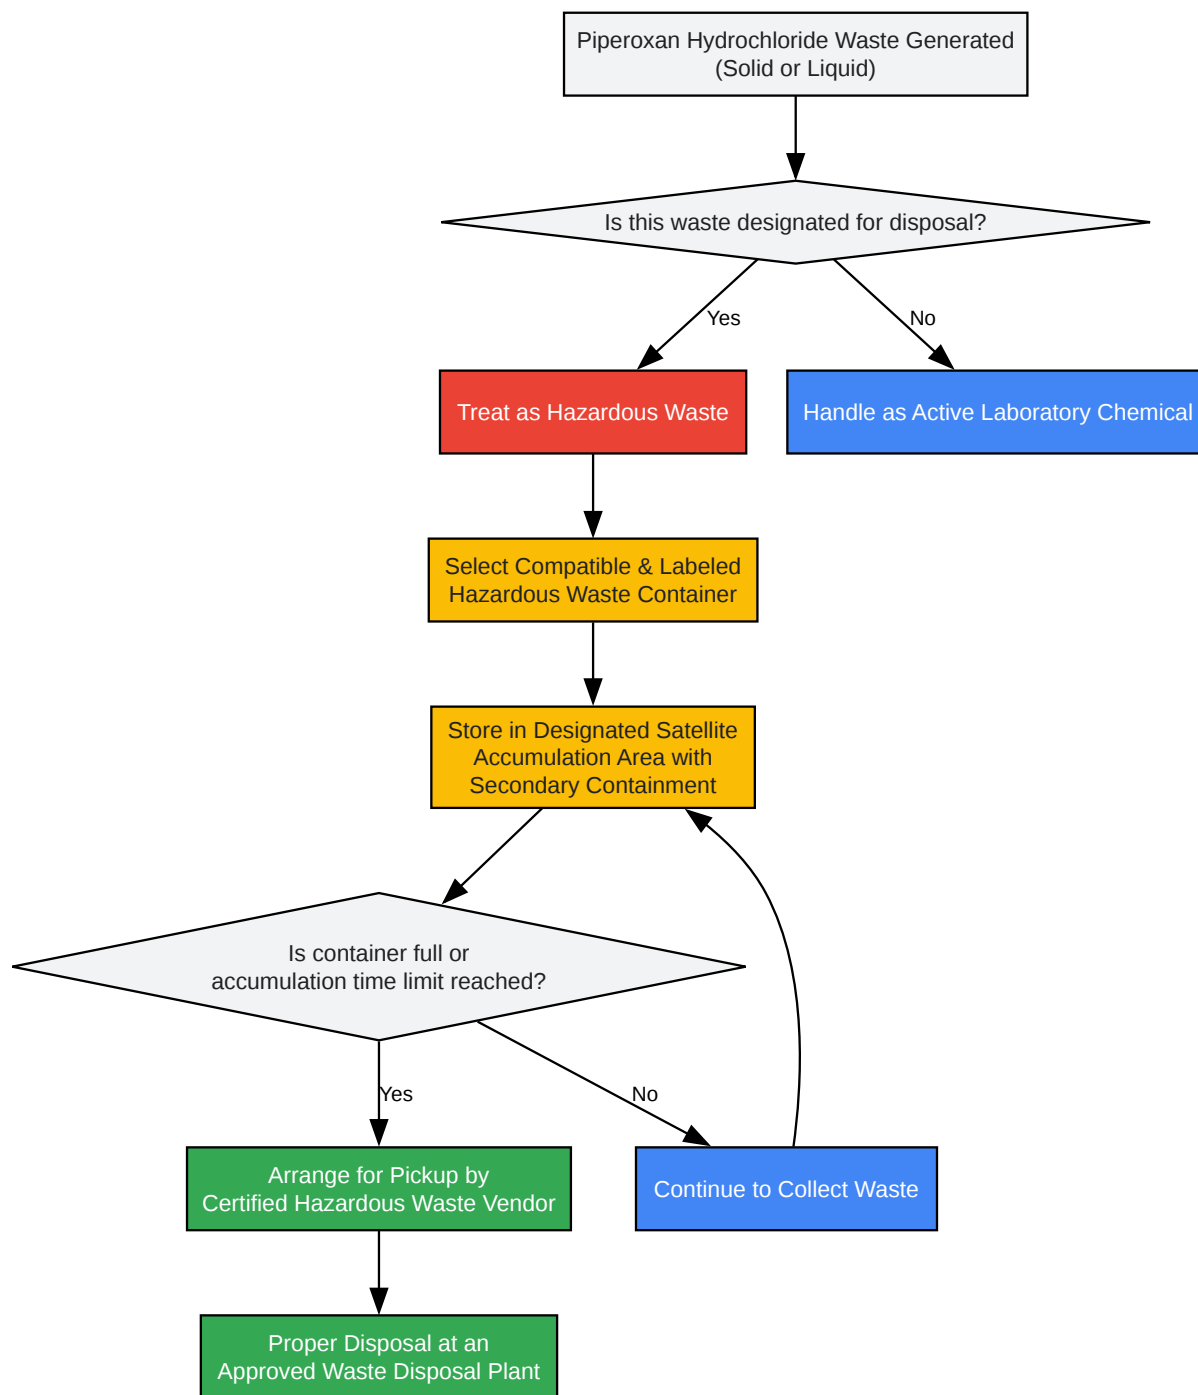 Piperoxan Hydrochloride Waste Generated
(Solid or Liquid)
Is this waste designated for disposal?
Yes
No
Treat as Hazardous Waste
Handle as Active Laboratory Chemical
Select Compatible & Labeled
Hazardous Waste Container
Store in Designated Satellite
Accumulation Area with
Secondary Containment
Is container full or
accumulation time limit reached?
Yes
No
Arrange for Pickup by
Certified Hazardous Waste Vendor
Continue to Collect Waste
Proper Disposal at an
Approved Waste Disposal Plant